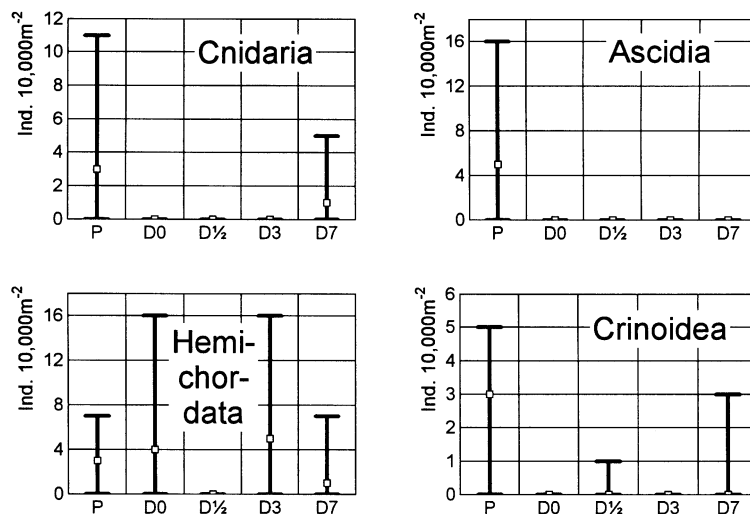 Cnidaria
Ind. 10,000m⁻²
12
10
8
6
4
2
0
P D0 D½ D3 D7
Ascidia
Ind. 10,000m⁻²
16
12
8
4
0
P D0 D½ D3 D7
Hemi-
chor-
data
Ind. 10,000m⁻²
16
12
8
4
0
P D0 D½ D3 D7
Crinoidea
Ind. 10,000m⁻²
6
5
4
3
2
1
0
P D0 D½ D3 D7